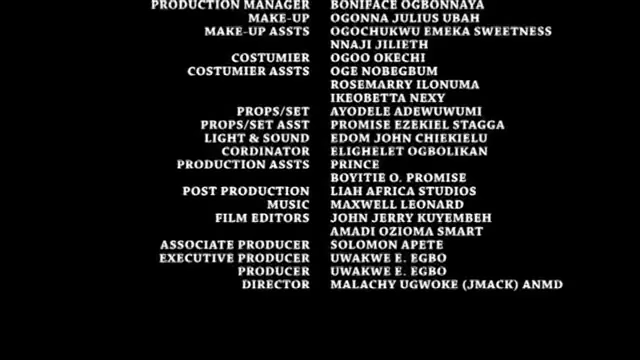 PRODUCTION MANAGER BONIFACE OGBONNAYA
MAKE-UP OGONNA JULIUS UBAH
MAKE-UP ASSTS OGOCHUKWU EMEKA SWEETNESS
NNAJI JILIETH
COSTUMIER OGOO OKECHI
COSTUMIER ASSTS OGE NOBEGBUM
ROSEMARRY ILONUMA
IKEOBETTA NEXY
PROPS/SET AYODELE ADEWUWUMI
PROPS/SET ASST PROMISE EZEKIEL STAGGA
LIGHT & SOUND EDOM JOHN CHIEKIELU
CORDINATOR ELIGHELET OGBOLIKAN
PRODUCTION ASSTS PRINCE
BOYITIE O. PROMISE
POST PRODUCTION LIAH AFRICA STUDIOS
MUSIC MAXWELL LEONARD
FILM EDITORS JOHN JERRY KUYEMBEH
AMADI OZIOMA SMART
ASSOCIATE PRODUCER SOLOMON APETE
EXECUTIVE PRODUCER UWAKWE E. EGBO
PRODUCER UWAKWE E. EGBO
DIRECTOR MALACHY UGWOKE (JMACK) ANMD